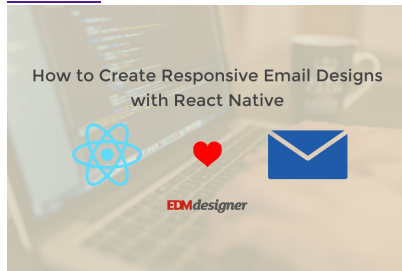 How to Create Responsive Email Designs
with React Native
EDMdesigner